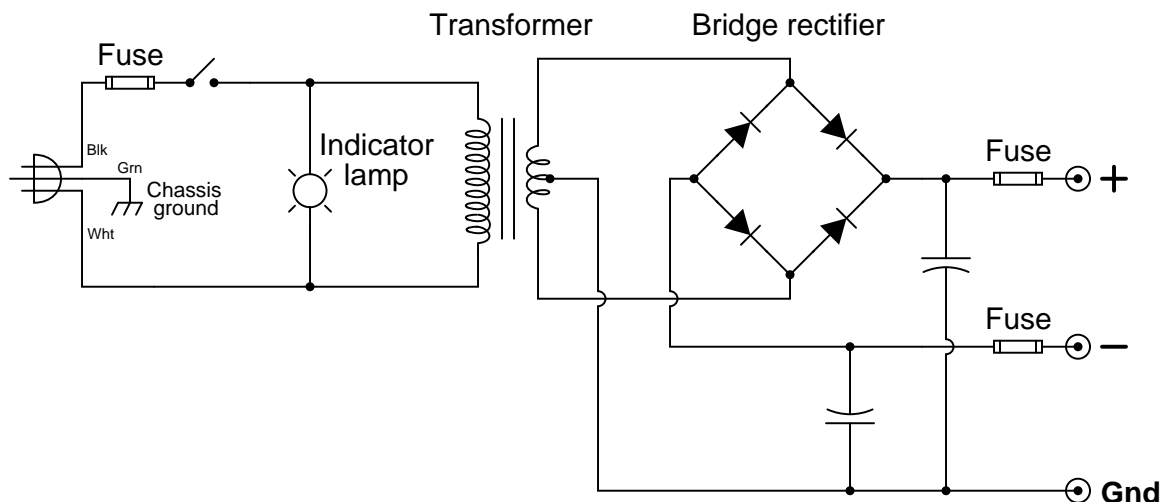 Transformer
Bridge rectifier
Fuse
Blk
Grn
Chassis
ground
Wht
Indicator
lamp
Fuse
+
Fuse
−
Gnd